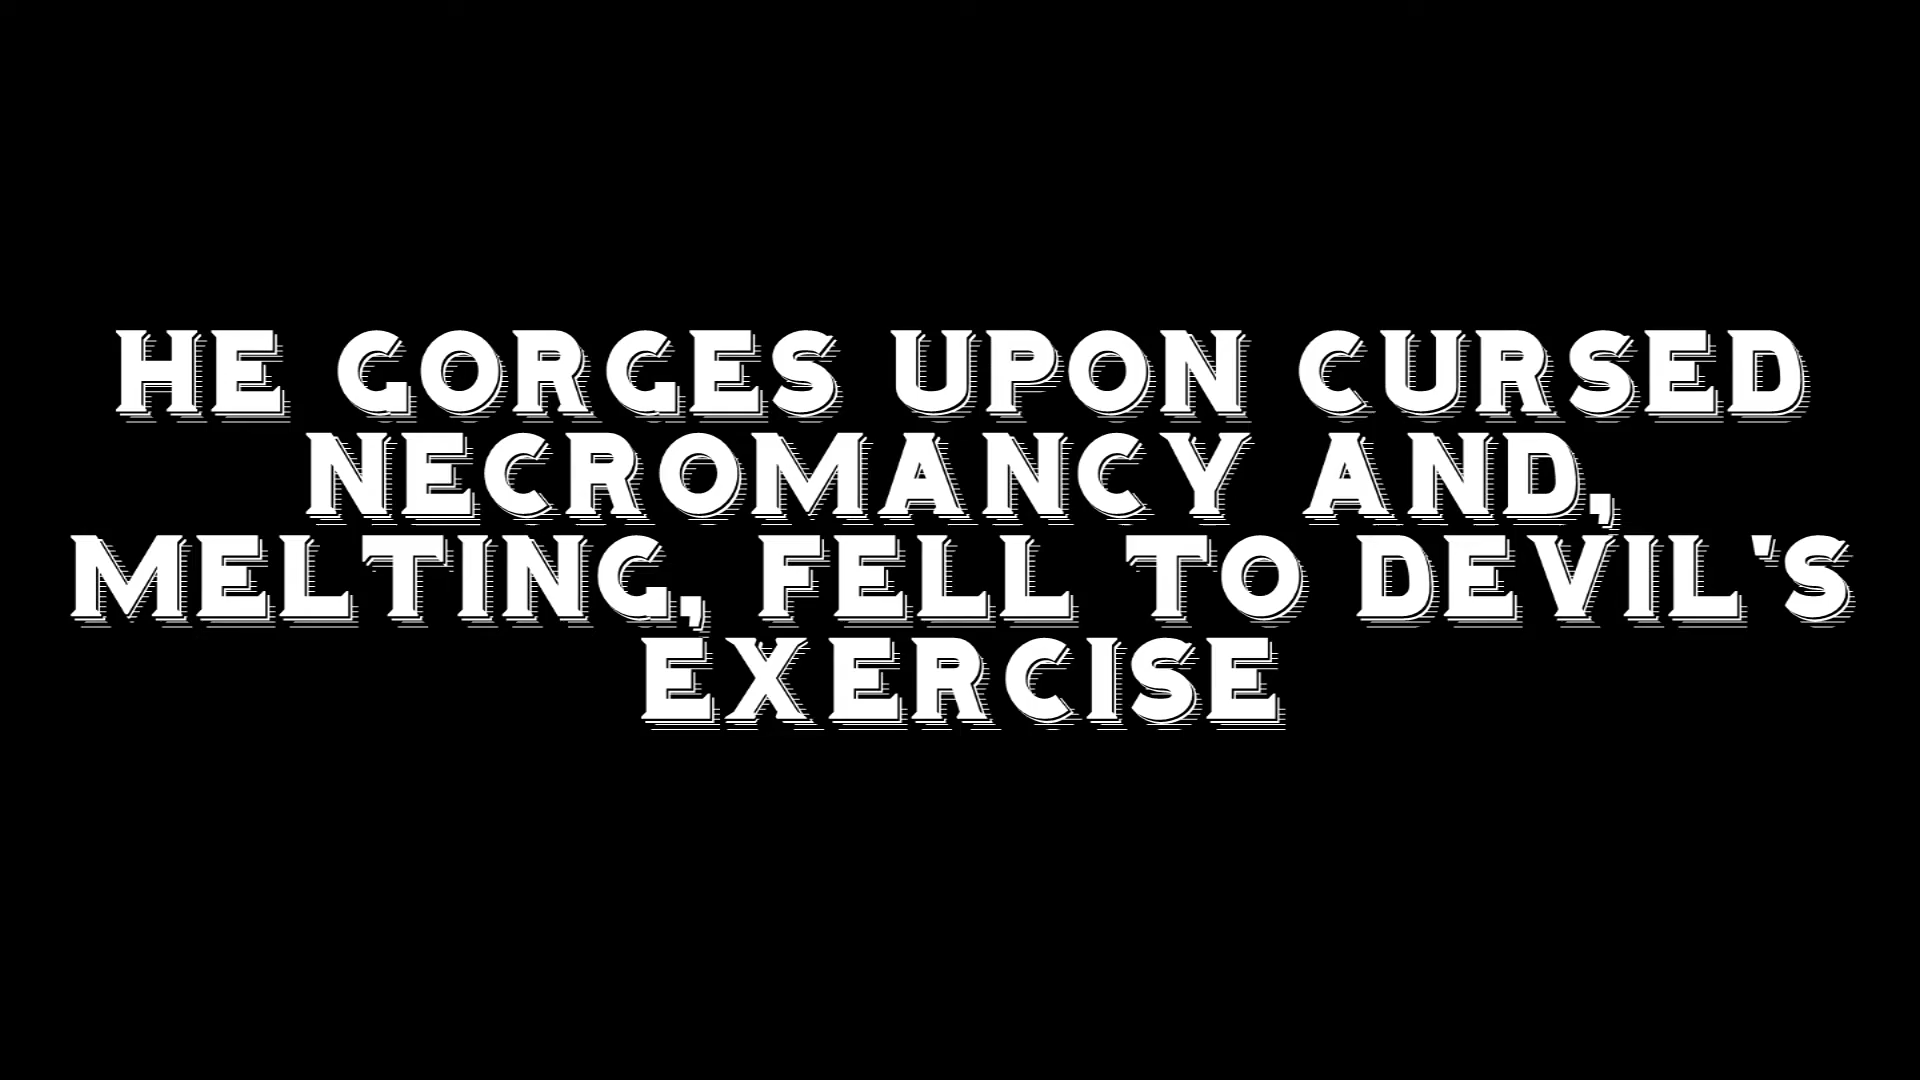 HE GORGES UPON CURSED
NECROMANCY AND,
MELTING, FELL TO DEVIL'S
EXERCISE